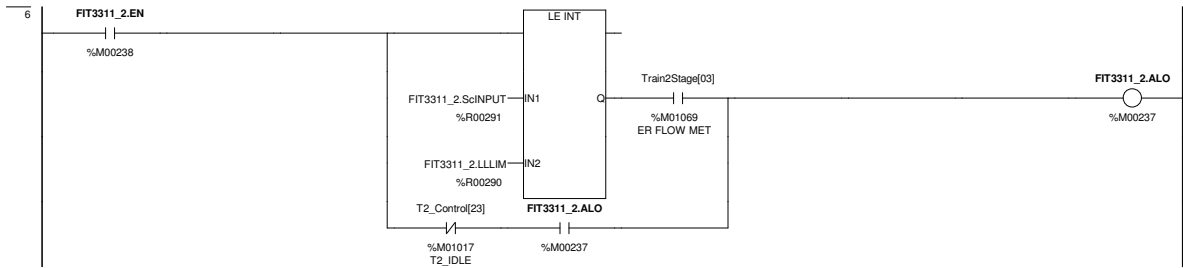 6
FIT3311_2.EN
%M00238
LE INT
FIT3311_2.ScINPUT
IN1
Q
%R00291
Train2Stage[03]
%M01069
ER FLOW MET
FIT3311_2.ALO
%M00237
FIT3311_2.LLLIM
IN2
%R00290
T2_Control[23]
%M01017
T2_IDLE
FIT3311_2.ALO
%M00237